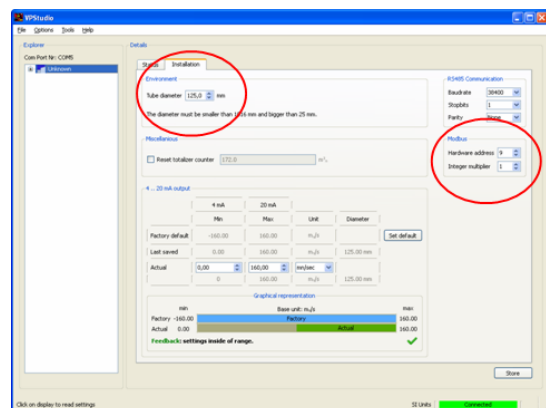 VPStudio
File Options Tools Help
Explorer
Com Port Nr: COM5
Unknown
Details
Status Installation
Environment
Tube diameter 125,0 mm
The diameter must be smaller than mm and bigger than 25 mm.
RS485 Communication
Baudrate 38400
Stopbits 1
Parity None
Miscellanious
Reset totalizer counter 172.0
Modbus
Hardware address 9
Integer multiplier 1
4 ... 20 mA output
4 mA 20 mA
Min Max Unit Diameter
Factory default -160.00 160.00 Set default
Last saved 0.00 160.00 125.00 mm
Actual 0,00 160,00
0 160.00 125.00 mm
Graphical representation
min Base unit: max
Factory -160.00 Factory 160.00
Actual 0.00 Actual 160.00
Feedback: settings inside of range.
Store
Click on display to read settings SI Units Connected